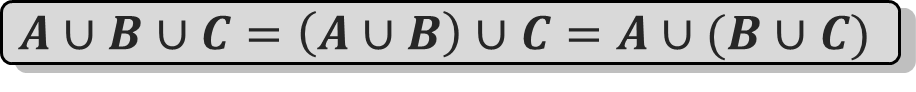 A ∪ B ∪ C = (A ∪ B) ∪ C = A ∪ (B ∪ C)